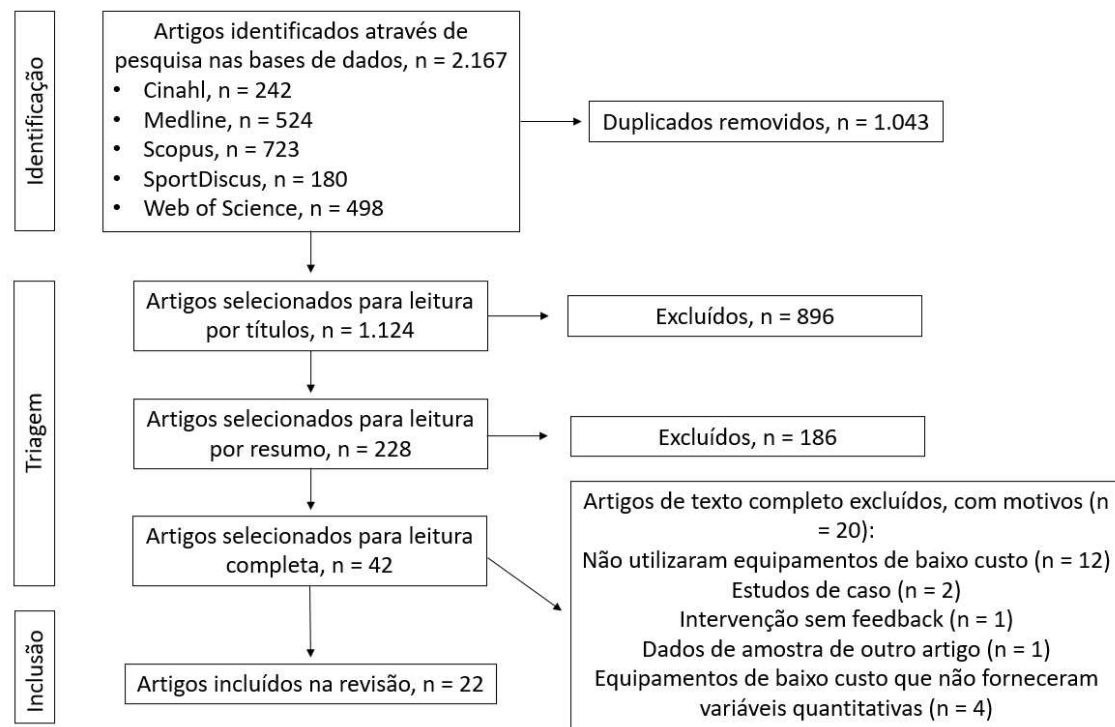 Identificação
Artigos identificados através de
pesquisa nas bases de dados, n = 2.167
• Cinahl, n = 242
• Medline, n = 524
• Scopus, n = 723
• SportDiscus, n = 180
• Web of Science, n = 498
Duplicados removidos, n = 1.043
Triagem
Artigos selecionados para leitura
por títulos, n = 1.124
Excluídos, n = 896
Artigos selecionados para leitura
por resumo, n = 228
Excluídos, n = 186
Artigos selecionados para leitura
completa, n = 42
Artigos de texto completo excluídos, com motivos (n
= 20):
Não utilizaram equipamentos de baixo custo (n = 12)
Estudos de caso (n = 2)
Intervenção sem feedback (n = 1)
Dados de amostra de outro artigo (n = 1)
Equipamentos de baixo custo que não forneceram
variáveis quantitativas (n = 4)
Inclusão
Artigos incluídos na revisão, n = 22